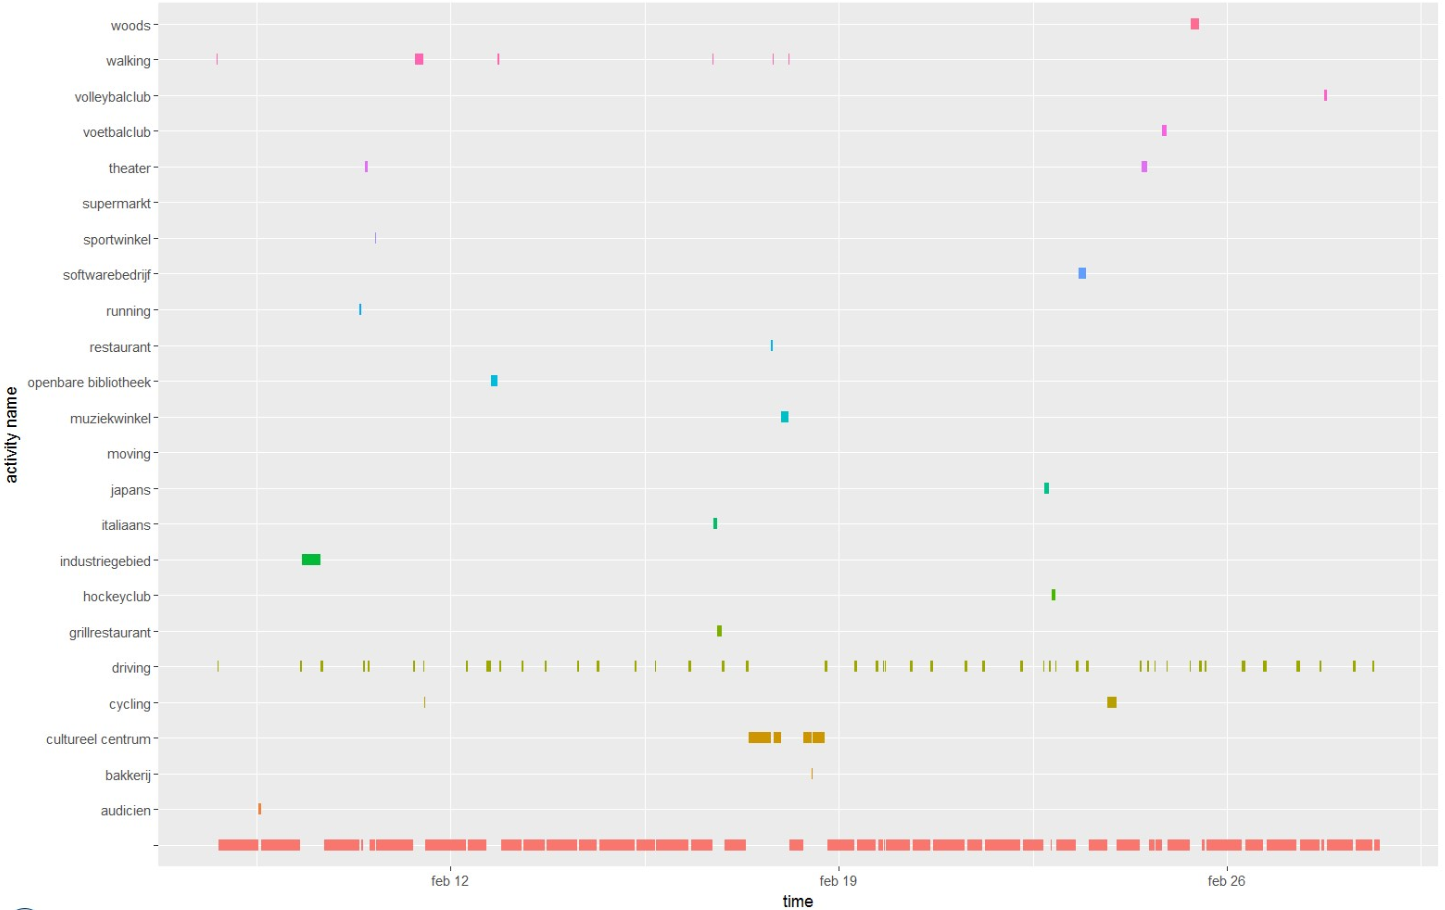 woods
walking
volleybalclub
voetbalclub
theater
supermarkt
sportwinkel
softwarebedrijf
running
restaurant
openbare bibliotheek
muziekwinkel
moving
japans
italiaans
industriegebied
hockeyclub
grillrestaurant
driving
cycling
cultureel centrum
bakkerij
audicien
activity name
feb 12
feb 19
feb 26
time